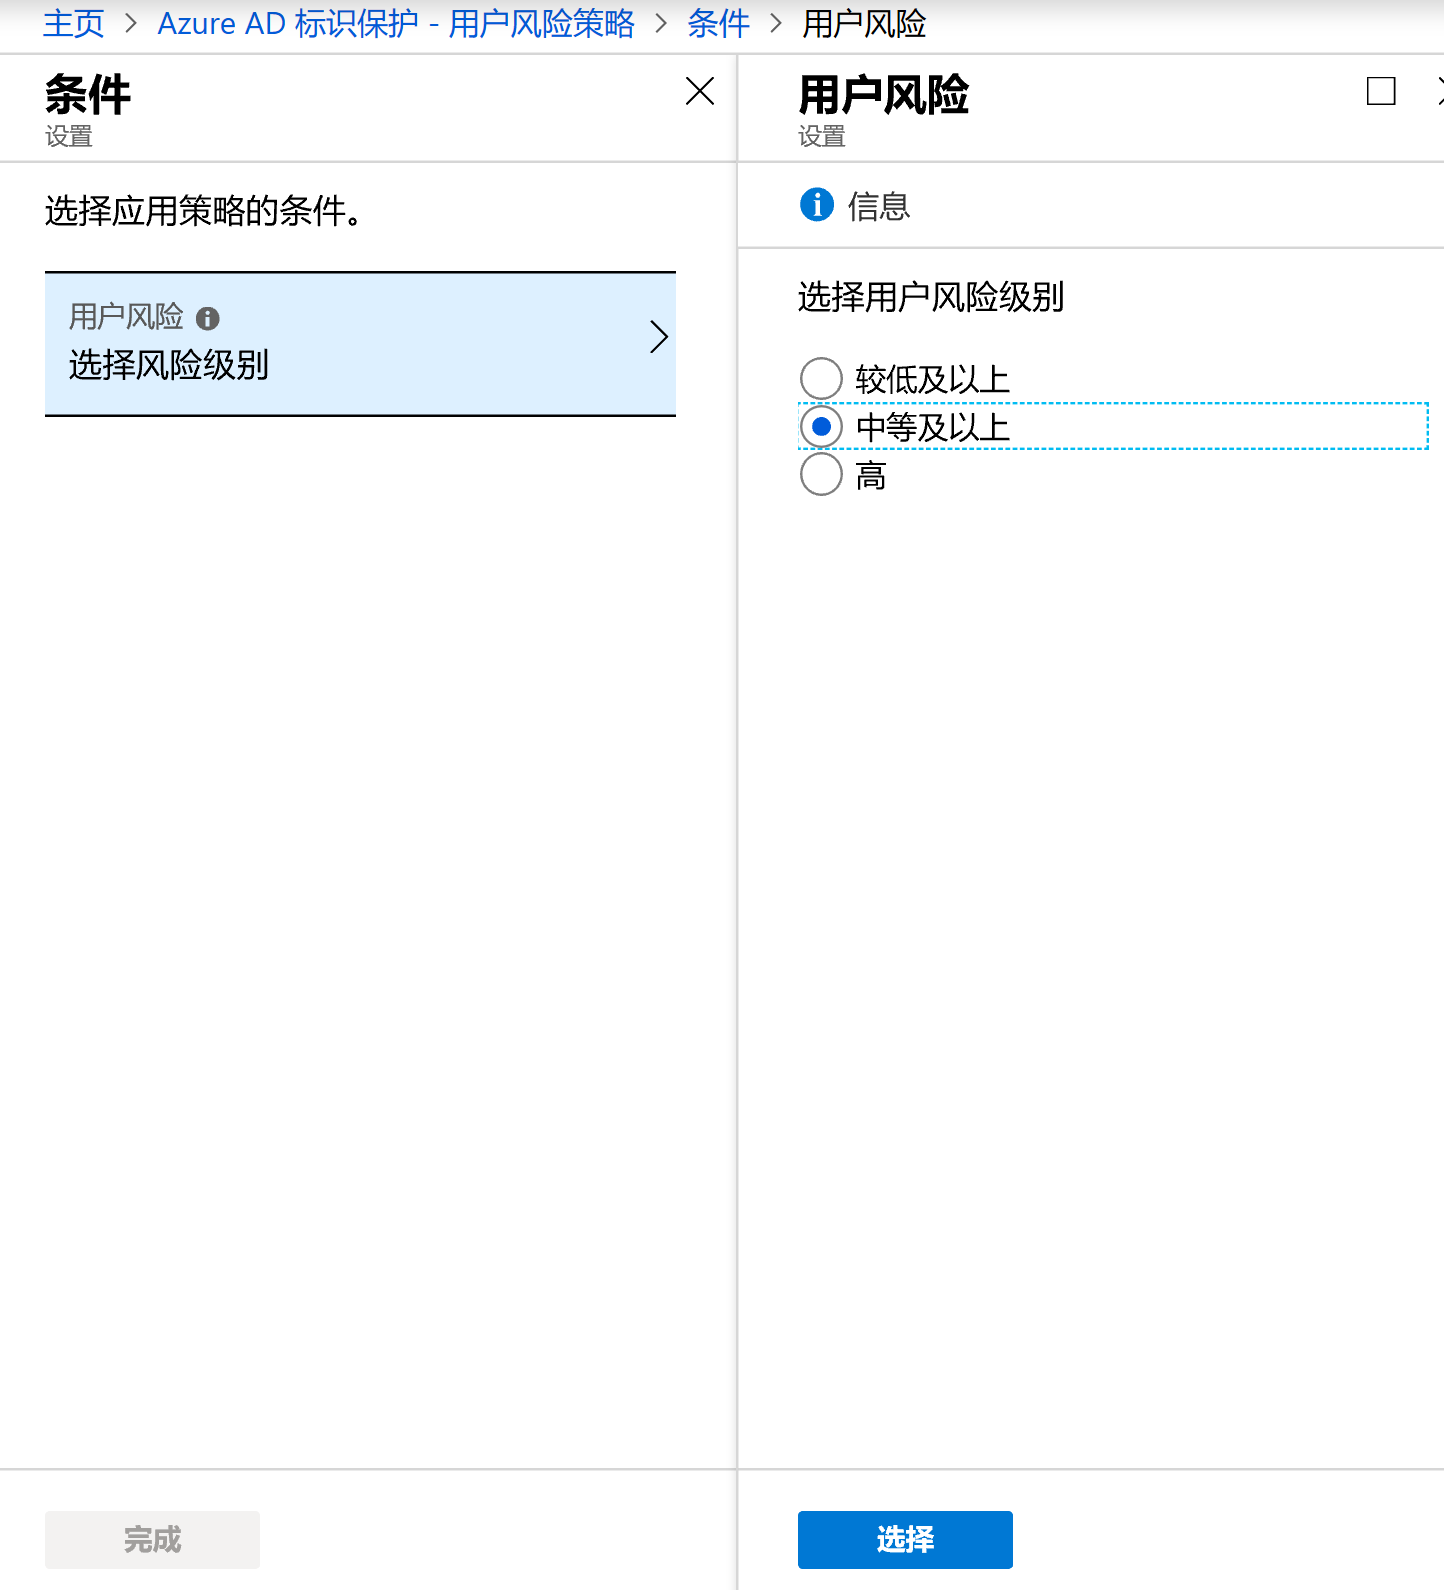 主页 > Azure AD 标识保护 - 用户风险策略 > 条件 > 用户风险
条件
设置
选择应用策略的条件。
用户风险
选择风险级别
完成
用户风险
设置
信息
选择用户风险级别
较低及以上
中等及以上
高
选择